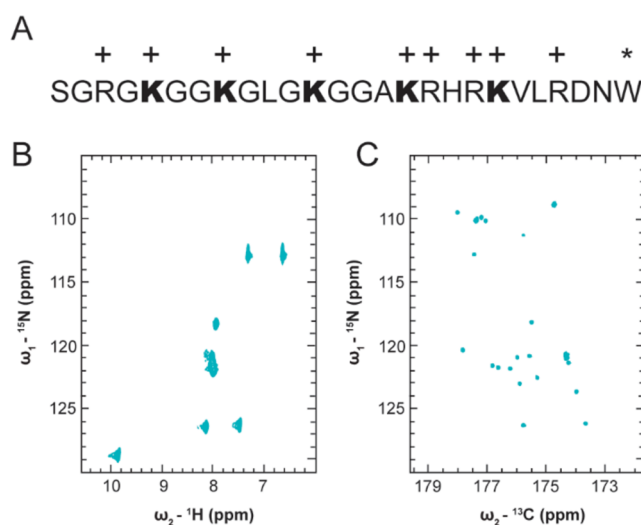 A
+ + + + + + + + + *
SGRGKGGKGLGKGGAKRHRKVLRDNW
B
110
115
120
125
ω₁ - ¹⁵N (ppm)
10 9 8 7
ω₂ - ¹H (ppm)
C
110
115
120
125
ω₁ - ¹⁵N (ppm)
179 177 175 173
ω₂ - ¹³C (ppm)